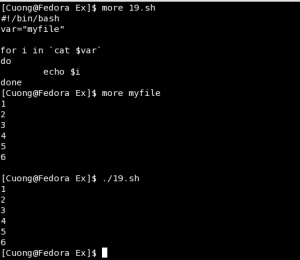 [Cuong@Fedora Ex]$ more 19.sh
#!/bin/bash
var="myfile"

for i in `cat $var`
do
        echo $i
done
[Cuong@Fedora Ex]$ more myfile
1
2
3
4
5
6

[Cuong@Fedora Ex]$ ./19.sh
1
2
3
4
5
6
[Cuong@Fedora Ex]$